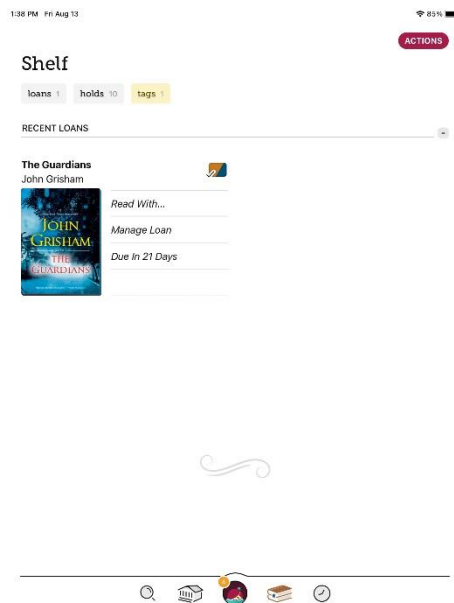 1:38 PM Fri Aug 13 85%
ACTIONS
Shelf
loans 1 holds 10 tags 1
RECENT LOANS
The Guardians
John Grisham
Read With...
Manage Loan
Due In 21 Days
JOHN
GRISHAM
THE
GUARDIANS